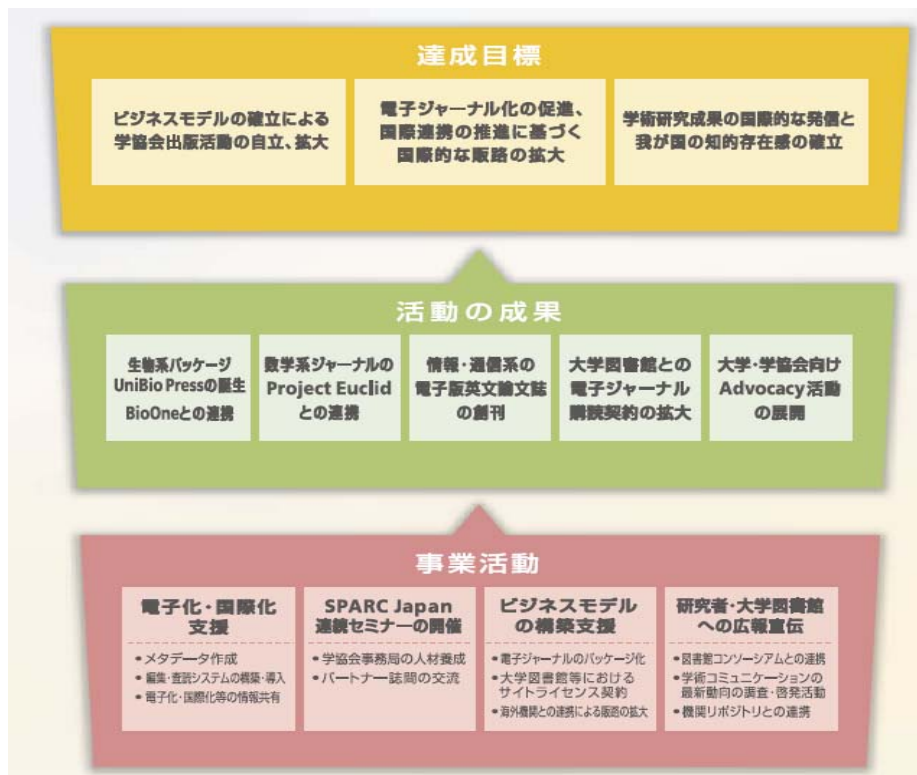 達成目標
ビジネスモデルの確立による
学協会出版活動の自立、拡大
電子ジャーナル化の促進、
国際連携の推進に基づく
国際的な販路の拡大
学術研究成果の国際的な発信と
我が国の知的存在感の確立
活動の成果
生物系パッケージ
UniBio Pressの誕生
BioOneとの連携
数学系ジャーナルの
Project Euclid
との連携
情報・通信系の
電子版英文論文誌
の創刊
大学図書館との
電子ジャーナル
購読契約の拡大
大学・学協会向け
Advocacy活動
の展開
事業活動
電子化・国際化
支援
•メタデータ作成
•編集・査読システムの構築・導入
•電子化・国際化等の情報共有
SPARC Japan
連続セミナーの開催
•学協会事務局の人材養成
•パートナー誌間の交流
ビジネスモデル
の構築支援
•電子ジャーナルのパッケージ化
•大学図書館等における
サイトライセンス契約
•海外機関との連携による販路の拡大
研究者・大学図書館
への広報宣伝
•図書館コンソーシアムとの連携
•学術コミュニケーションの
最新動向の調査・啓発活動
•機関リポジトリとの連携